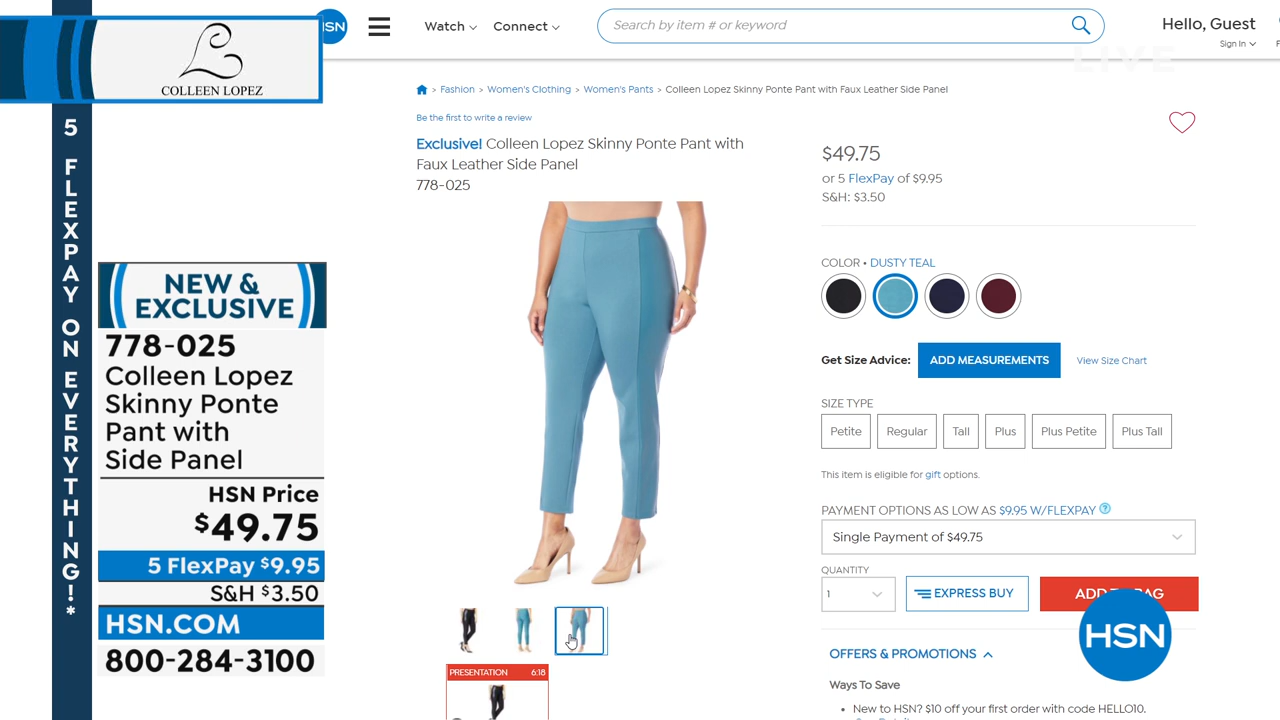 COLLEEN LOPEZ
5 FLEXPAY ON EVERYTHING!*
NEW &
EXCLUSIVE
778-025
Colleen Lopez
Skinny Ponte
Pant with
Side Panel
HSN Price
$49.75
5 FlexPay $9.95
S&H $3.50
HSN.COM
800-284-3100
HSN
Watch
Connect
Search by item # or keyword
Hello, Guest
Sign In
LIVE
> Fashion > Women's Clothing > Women's Pants > Colleen Lopez Skinny Ponte Pant with Faux Leather Side Panel
Be the first to write a review
Exclusive! Colleen Lopez Skinny Ponte Pant with
Faux Leather Side Panel
778-025
PRESENTATION 6:18
$49.75
or 5 FlexPay of $9.95
S&H: $3.50
COLOR • DUSTY TEAL
Get Size Advice: ADD MEASUREMENTS View Size Chart
SIZE TYPE
Petite Regular Tall Plus Plus Petite Plus Tall
This item is eligible for gift options.
PAYMENT OPTIONS AS LOW AS $9.95 W/FLEXPAY ?
Single Payment of $49.75
QUANTITY
1 EXPRESS BUY ADD TO BAG
HSN
OFFERS & PROMOTIONS
Ways To Save
• New to HSN? $10 off your first order with code HELLO10.